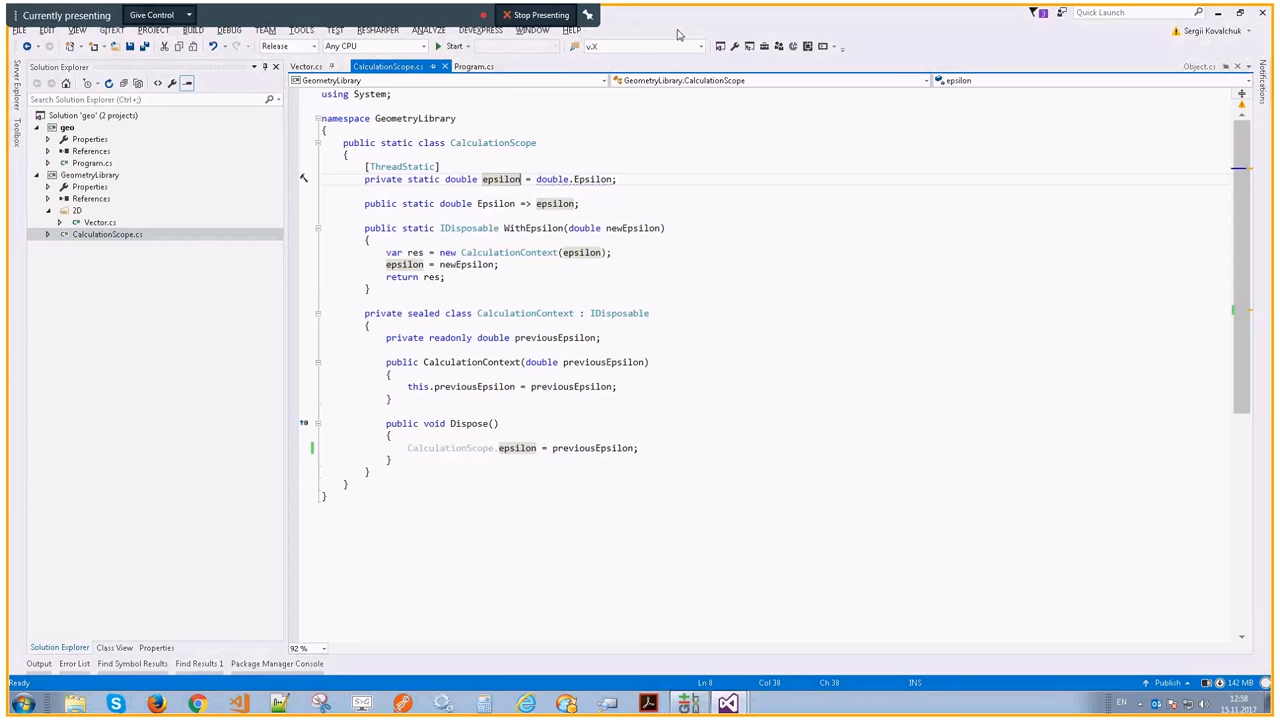 Currently presenting
Give Control
Stop Presenting
3
Quick Launch
FILE
EDIT
VIEW
GITEXT
PROJECT
BUILD
DEBUG
TEAM
TOOLS
TEST
RESHARPER
ANALYZE
DEVEXPRESS
WINDOW
HELP
Sergii Kovalchuk
Release
Any CPU
Start
v.X
Server Explorer
Toolbox
Notifications
Solution Explorer
Vector.cs
CalculationScope.cs
Program.cs
Object.cs
GeometryLibrary
GeometryLibrary.CalculationScope
epsilon
Search Solution Explorer (Ctrl+;)
Solution 'geo' (2 projects)
geo
Properties
References
Program.cs
GeometryLibrary
Properties
References
2D
Vector.cs
CalculationScope.cs
using System;
namespace GeometryLibrary
{
public static class CalculationScope
{
[ThreadStatic]
private static double epsilon = double.Epsilon;
public static double Epsilon => epsilon;
public static IDisposable WithEpsilon(double newEpsilon)
{
var res = new CalculationContext(epsilon);
epsilon = newEpsilon;
return res;
}
private sealed class CalculationContext : IDisposable
{
private readonly double previousEpsilon;
public CalculationContext(double previousEpsilon)
{
this.previousEpsilon = previousEpsilon;
}
public void Dispose()
{
CalculationScope.epsilon = previousEpsilon;
}
}
}
}
Solution Explorer
Class View
Properties
92 %
Output
Error List
Find Symbol Results
Find Results 1
Package Manager Console
Ready
Ln 8
Col 38
Ch 38
INS
Publish
142 MB
SVG
EN
12:58
15.11.2017